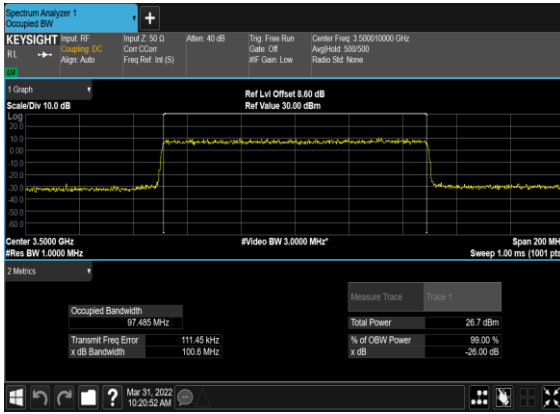 Spectrum Analyzer 1
Occupied BW
KEYSIGHT Input: RF Input Z: 50 Ω Atten: 40 dB Trig: Free Run Center Freq: 3.500010000 GHz
RL Coupling: DC Corr CCorr Gate: Off Avg|Hold: 500/500
Align: Auto Freq Ref: Int (S) #IF Gain: Low Radio Std: None
1 Graph
Scale/Div 10.0 dB
Ref Lvl Offset 8.60 dB
Ref Value 30.00 dBm
Log
20.0
10.0
0.00
-10.0
-20.0
-30.0
-40.0
-50.0
-60.0
Center 3.5000 GHz #Video BW 3.0000 MHz* Span 200 MH
#Res BW 1.0000 MHz Sweep 1.00 ms (1001 pts
2 Metrics
Measure Trace Trace 1
Occupied Bandwidth
97.485 MHz
Total Power 26.7 dBm
Transmit Freq Error 111.45 kHz % of OBW Power 99.00 %
x dB Bandwidth 100.6 MHz x dB -26.00 dB
? Mar 31, 2022
10:20:52 AM